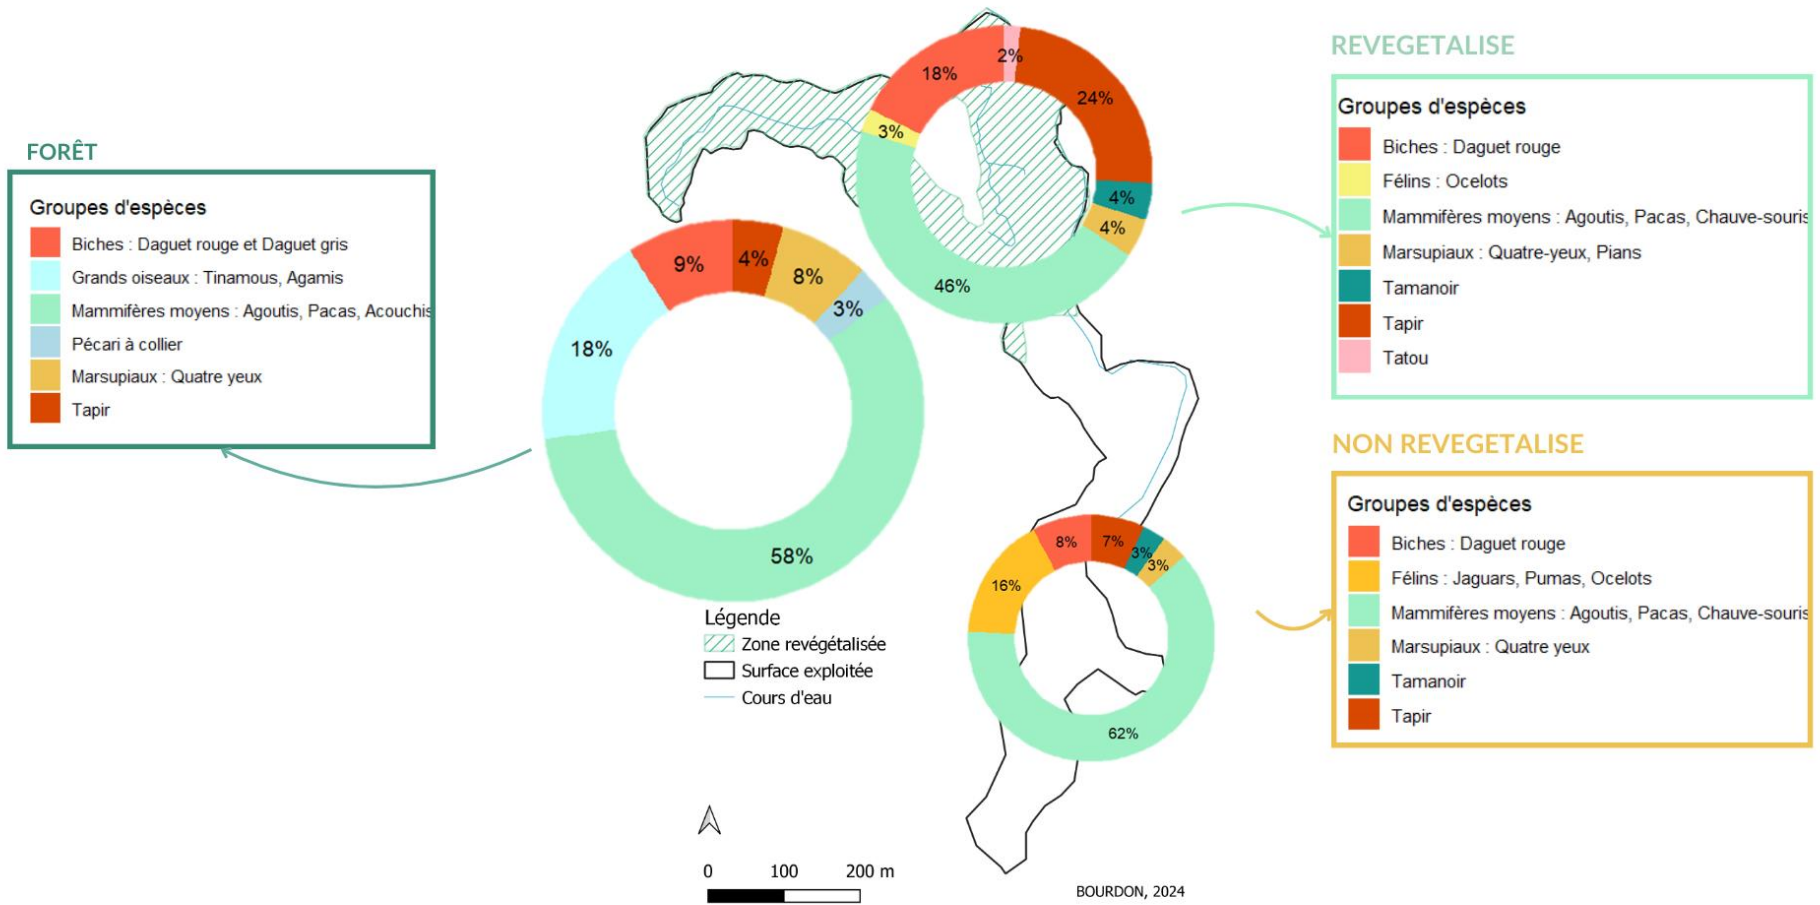 FORÊT
Groupes d'espèces
Biches : Daguet rouge et Daguet gris
Grands oiseaux : Tinamous, Agamis
Mammifères moyens : Agoutis, Pacas, Acouchis
Pécari à collier
Marsupiaux : Quatre yeux
Tapir
9%
4%
8%
3%
18%
58%
2%
18%
24%
3%
4%
4%
46%
REVEGETALISE
Groupes d'espèces
Biches : Daguet rouge
Félins : Ocelots
Mammifères moyens : Agoutis, Pacas, Chauve-souris
Marsupiaux : Quatre-yeux, Pians
Tamanoir
Tapir
Tatou
NON REVEGETALISE
Groupes d'espèces
Biches : Daguet rouge
Félins : Jaguars, Pumas, Ocelots
Mammifères moyens : Agoutis, Pacas, Chauve-souris
Marsupiaux : Quatre yeux
Tamanoir
Tapir
8%
7%
3%
3%
16%
62%
Légende
Zone revégétalisée
Surface exploitée
Cours d'eau
0 100 200 m
BOURDON, 2024